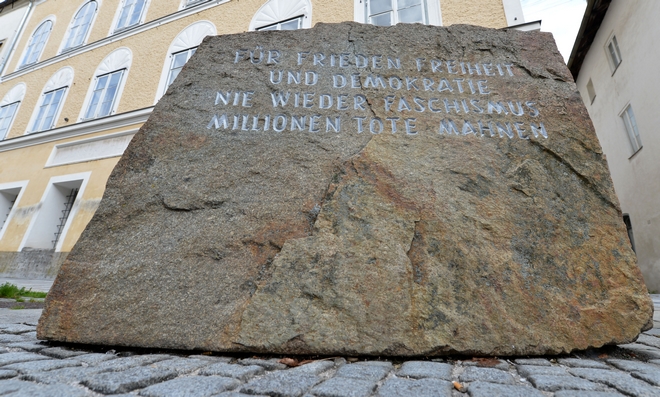 FÜR FRIEDEN FREIHEIT
UND DEMOKRATIE
NIE WIEDER FASCHISMUS
MILLIONEN TOTE MAHNEN